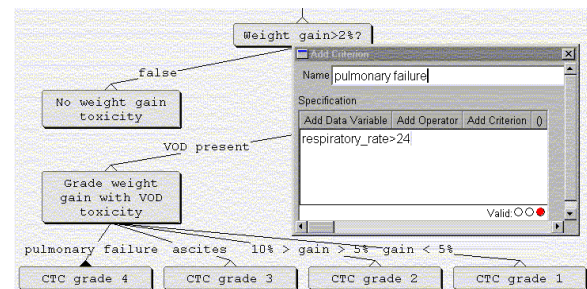 Weight gain>2%?
Add Criterion
Name pulmonary failure
false
No weight gain
toxicity
Specification
Add Data Variable Add Operator Add Criterion ()
respiratory_rate>24
VOD present
Grade weight
gain with VOD
toxicity
Valid:
pulmonary failure ascites 10% > gain > 5% gain < 5%
CTC grade 4 CTC grade 3 CTC grade 2 CTC grade 1